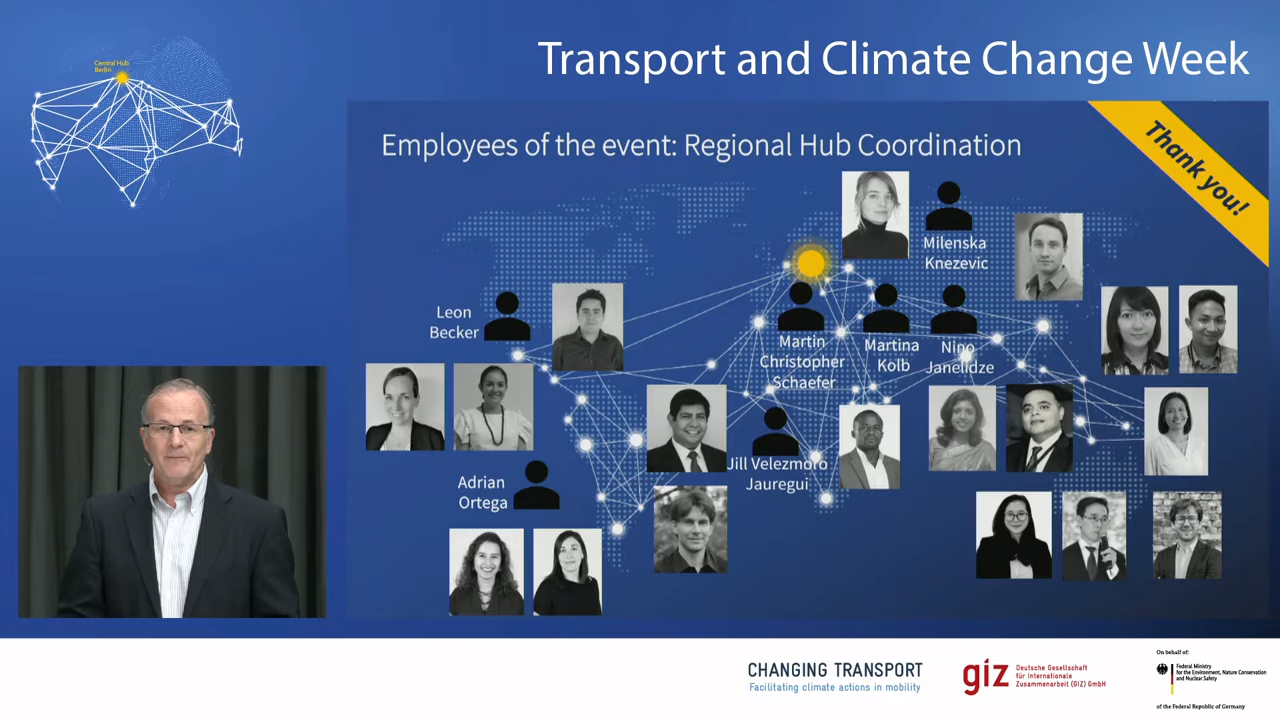 Central Hub
Berlin
Transport and Climate Change Week
Employees of the event: Regional Hub Coordination
Thank you!
Milenska
Knezevic
Leon
Becker
Martin
Christopher
Schaefer
Martina
Kolb
Nino
Janelidze
Jill Velezmoro
Jauregui
Adrian
Ortega
CHANGING TRANSPORT
Facilitating climate actions in mobility
giz
Deutsche Gesellschaft
für Internationale
Zusammenarbeit (GIZ) GmbH
On behalf of:
Federal Ministry
for the Environment, Nature Conservation
and Nuclear Safety
of the Federal Republic of Germany